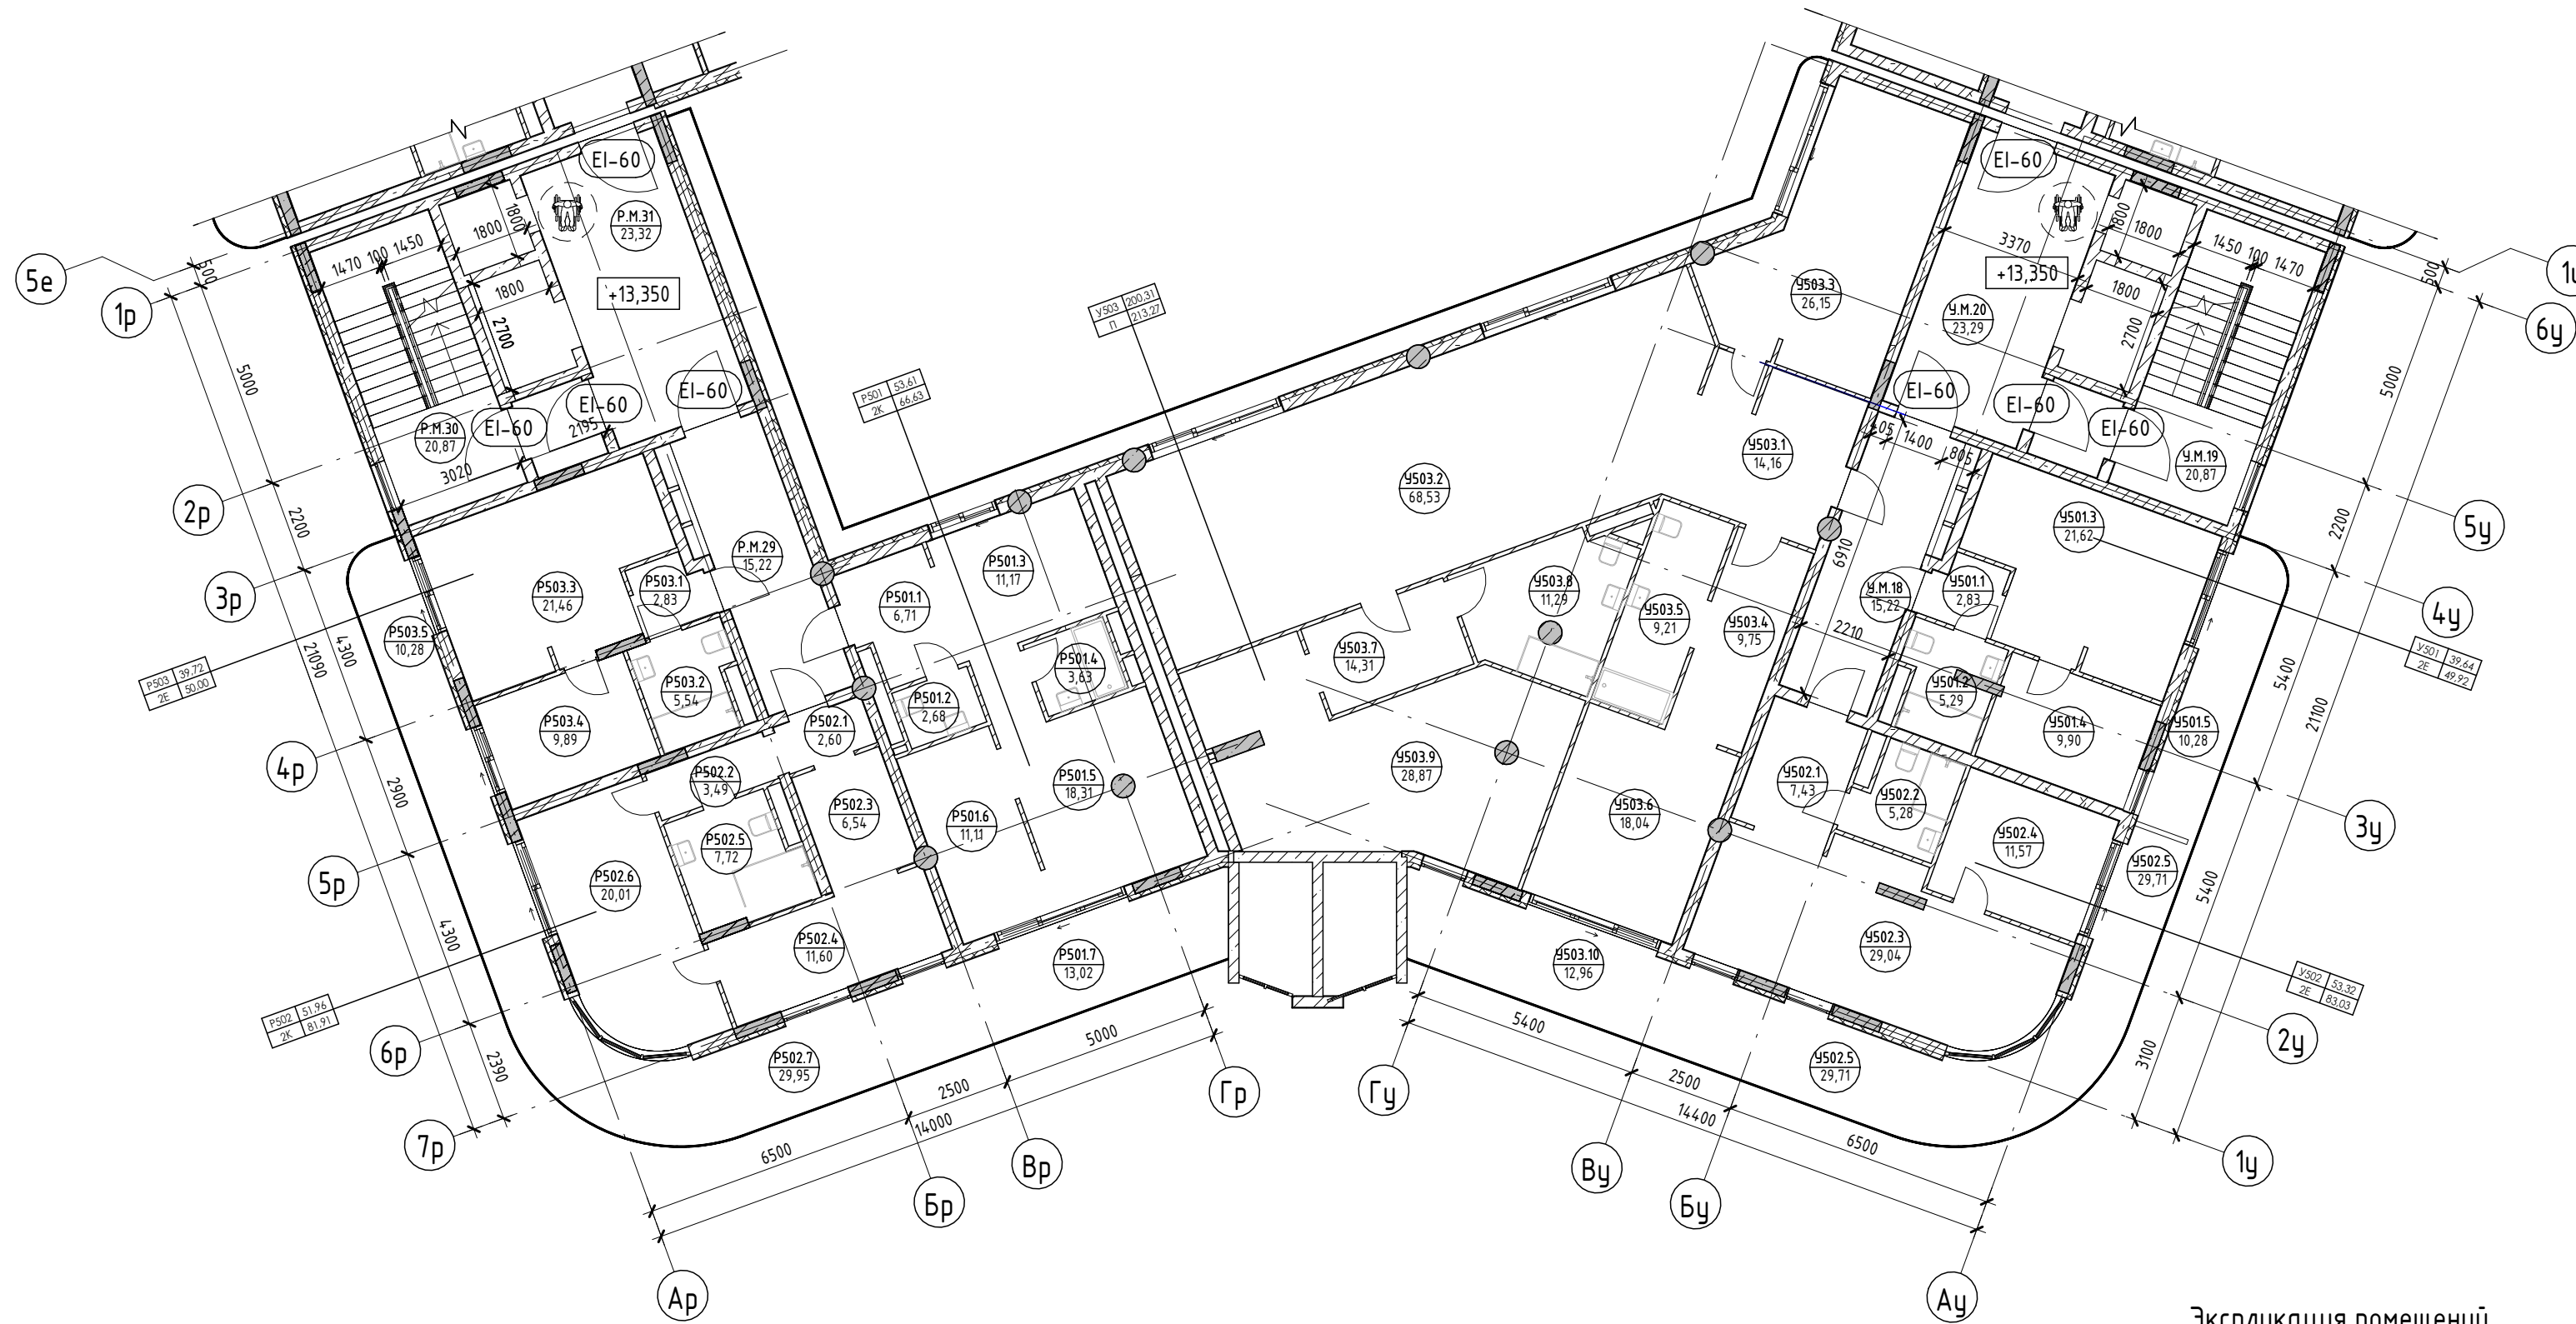 EI-60
EI-60
Р.М.31
23,32
1800
1800
1470 100 1450
1800
2700
+13,350
5е
1р
500
5000
EI-60
EI-60
EI-60
2195
Р.М.30
20,87
3020
2р
2200
3р
4300
21090
Р503.3
21,46
Р503.1
2,83
Р.М.29
15,22
Р503.5
10,28
Р503 39.72
2Е 50.00
Р503.4
9,89
Р503.2
5,54
4р
2900
5р
4300
6р
2390
7р
Р502.1
2,60
Р502.2
3,49
Р502.3
6,54
Р502.5
7,72
Р502.6
20,01
Р502.4
11,60
Р502.7
29,95
Р502 51.96
2К 81.91
Р501 53.61
2К 66.63
Р501.1
6,71
Р501.3
11,17
Р501.4
3,63
Р501.2
2,68
Р501.5
18,31
Р501.6
11,11
Р501.7
13,02
5000
2500
14000
6500
Гр
Вр
Бр
Ар
У503 200.31
П 213.27
У503.2
68,53
У503.3
26,15
У503.1
14,16
У503.8
11,29
У503.5
9,21
У503.4
9,75
У503.7
14,31
У503.9
28,87
У503.6
18,04
У503.10
12,96
3370
1800
1800
1450 100 1470
1800
2700
+13,350
У.М.20
23,29
EI-60
EI-60
EI-60
405 1400 805
У.М.19
20,87
6910
2210
У.М.18
15,22
У501.3
21,62
У501.1
2,83
У501.2
5,29
У501.4
9,90
У501.5
10,28
У501 39.64
2Е 49.92
У502.1
7,43
У502.2
5,28
У502.4
11,57
У502.5
29,71
У502.3
29,04
У502.5
29,71
У502 53.32
2Е 83.03
500
5000
2200
5400
21100
5400
3100
6у
5у
4у
3у
2у
1у
5400
2500
14400
6500
Гу
Ву
Бу
Ау
Экспликация помещений